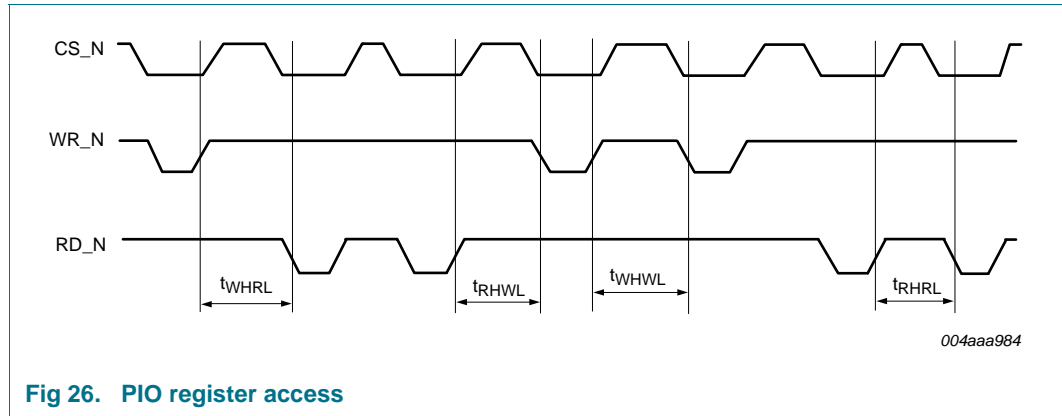 CS_N
WR_N
RD_N
tWHRL
tRHWL
tWHWL
tRHRL
004aaa984
Fig 26. PIO register access